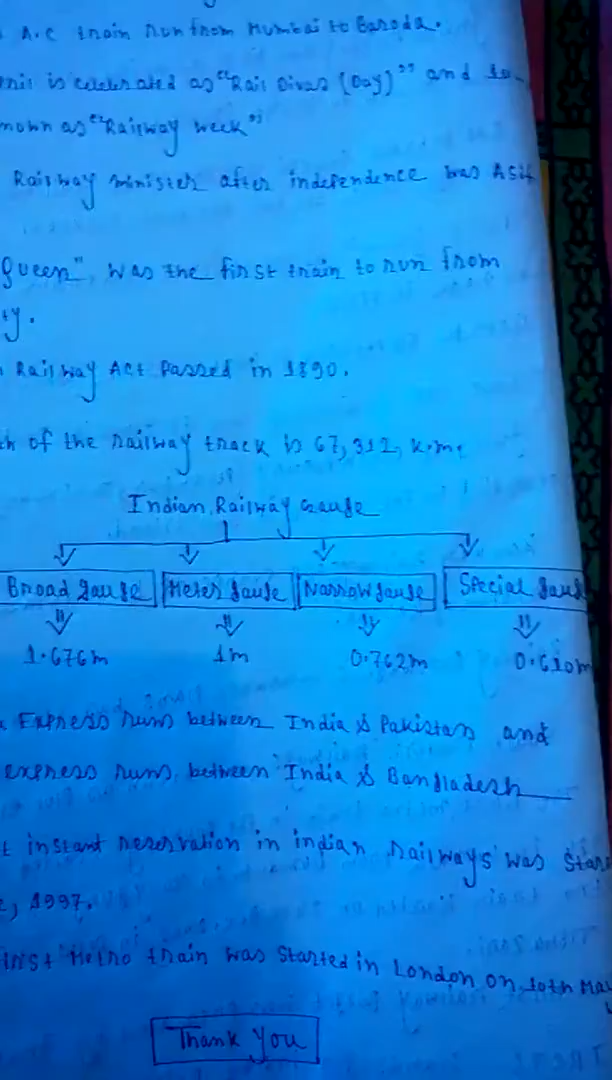 A.C train run from Mumbai to Baroda.
is celebrated as "Rail Divas (Day)" and
known as "Railway week"
Railway minister after independence was Asif
Queen", was the first train to run from
ty.
Railway Act Passed in 1890.
th of the railway track is 67,312, k.m.
Indian Railway Gauge
Broad gauge Meter gauge Narrow gauge Special gau
1.676m 1m 0.762m 0.610m
Express runs between India & Pakistan and
express runs between India & Bangladesh
t instant reservation in indian railways was Star
, 1997.
irst Metro train was started in London on 10th Ma
Thank You